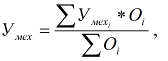 У_мех = ∑У_мех_i * O_i / ∑O_i ,